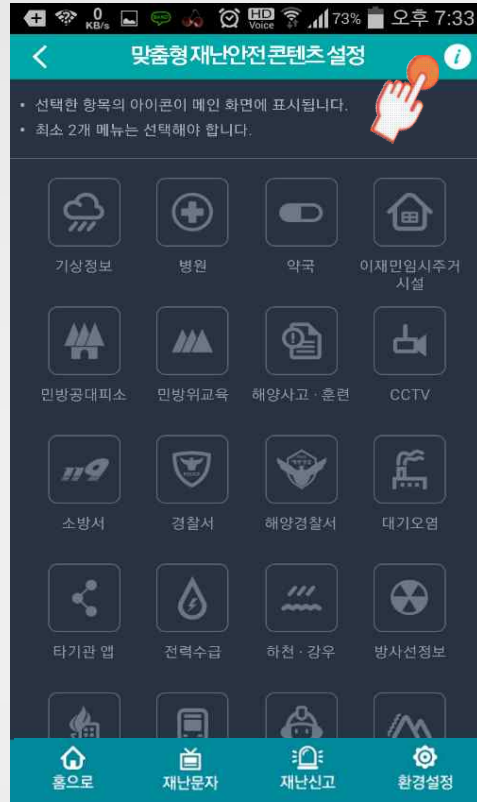 0
KB/s
HD
Voice
73%
오후 7:33
맞춤형재난안전콘텐츠설정
• 선택한 항목의 아이콘이 메인 화면에 표시됩니다.
• 최소 2개 메뉴는 선택해야 합니다.
기상정보
병원
약국
이재민임시주거
시설
민방공대피소
민방위교육
해양사고 · 훈련
CCTV
119
소방서
경찰서
해양경찰서
대기오염
타기관 앱
전력수급
하천 · 강우
방사선정보
홈으로
재난문자
재난신고
환경설정